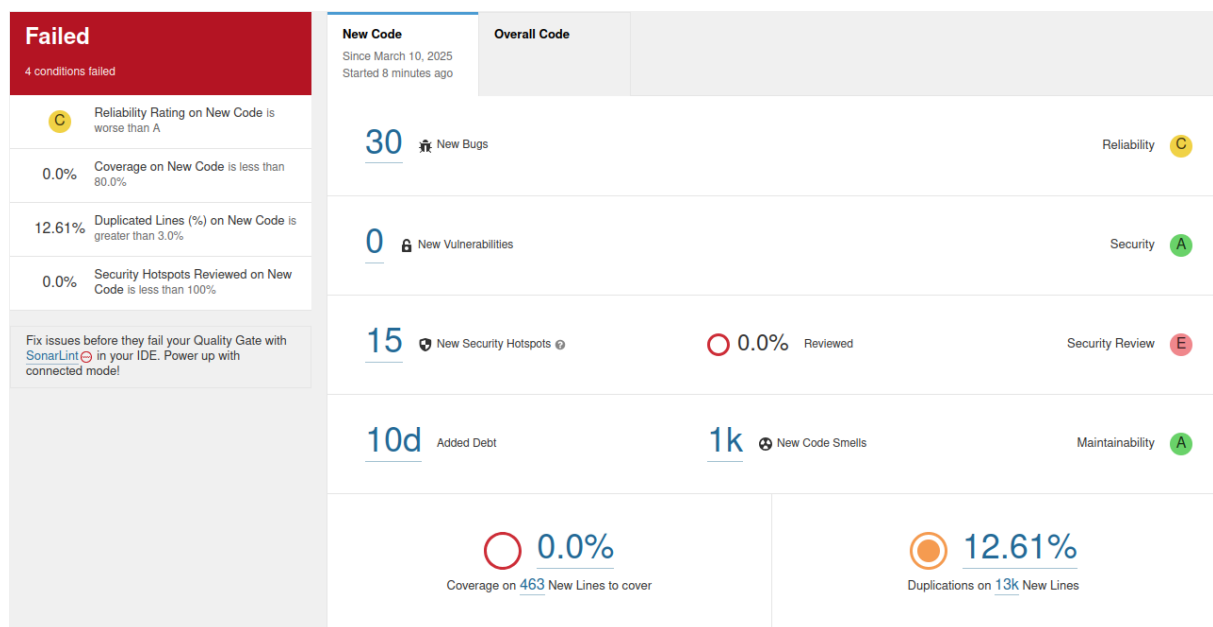 Failed
4 conditions failed
C
Reliability Rating on New Code is
worse than A
0.0%
Coverage on New Code is less than
80.0%
12.61%
Duplicated Lines (%) on New Code is
greater than 3.0%
0.0%
Security Hotspots Reviewed on New
Code is less than 100%
Fix issues before they fail your Quality Gate with
SonarLint in your IDE. Power up with
connected mode!
New Code
Since March 10, 2025
Started 8 minutes ago
Overall Code
30 New Bugs
Reliability C
0 New Vulnerabilities
Security A
15 New Security Hotspots ?
0.0% Reviewed
Security Review E
10d Added Debt
1k New Code Smells
Maintainability A
0.0%
Coverage on 463 New Lines to cover
12.61%
Duplications on 13k New Lines